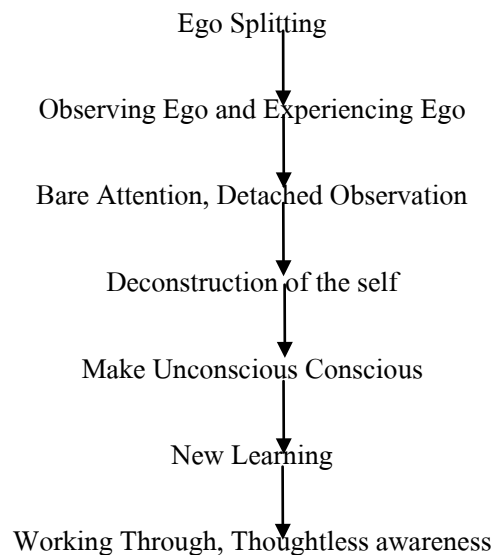 Ego Splitting
Observing Ego and Experiencing Ego
Bare Attention, Detached Observation
Deconstruction of the self
Make Unconscious Conscious
New Learning
Working Through, Thoughtless awareness